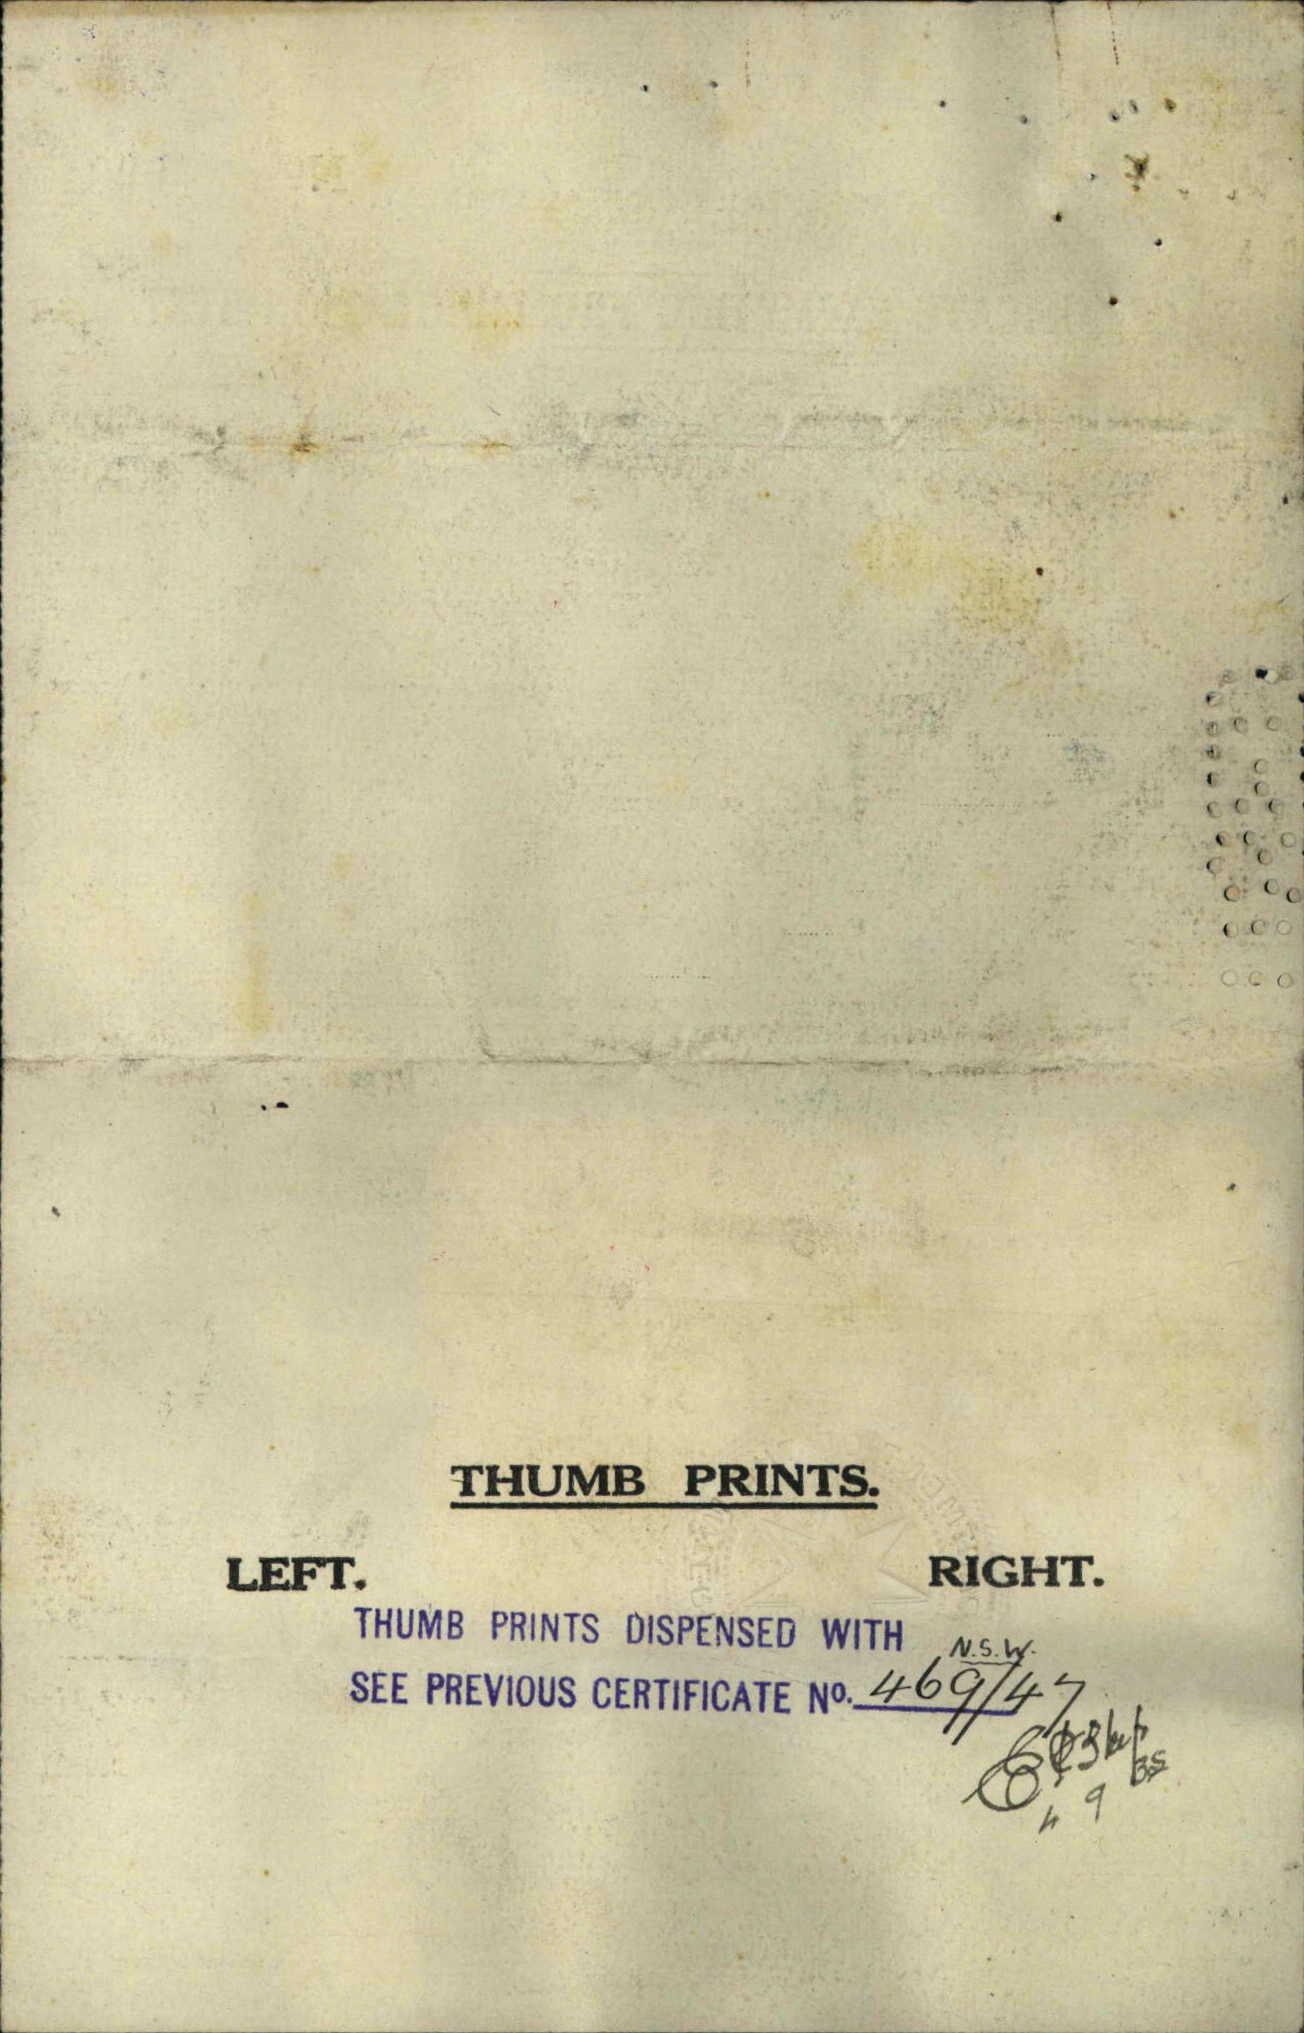 THUMB PRINTS.
LEFT.
RIGHT.
THUMB PRINTS DISPENSED WITH
N.S.W.
SEE PREVIOUS CERTIFICATE No. 469/47